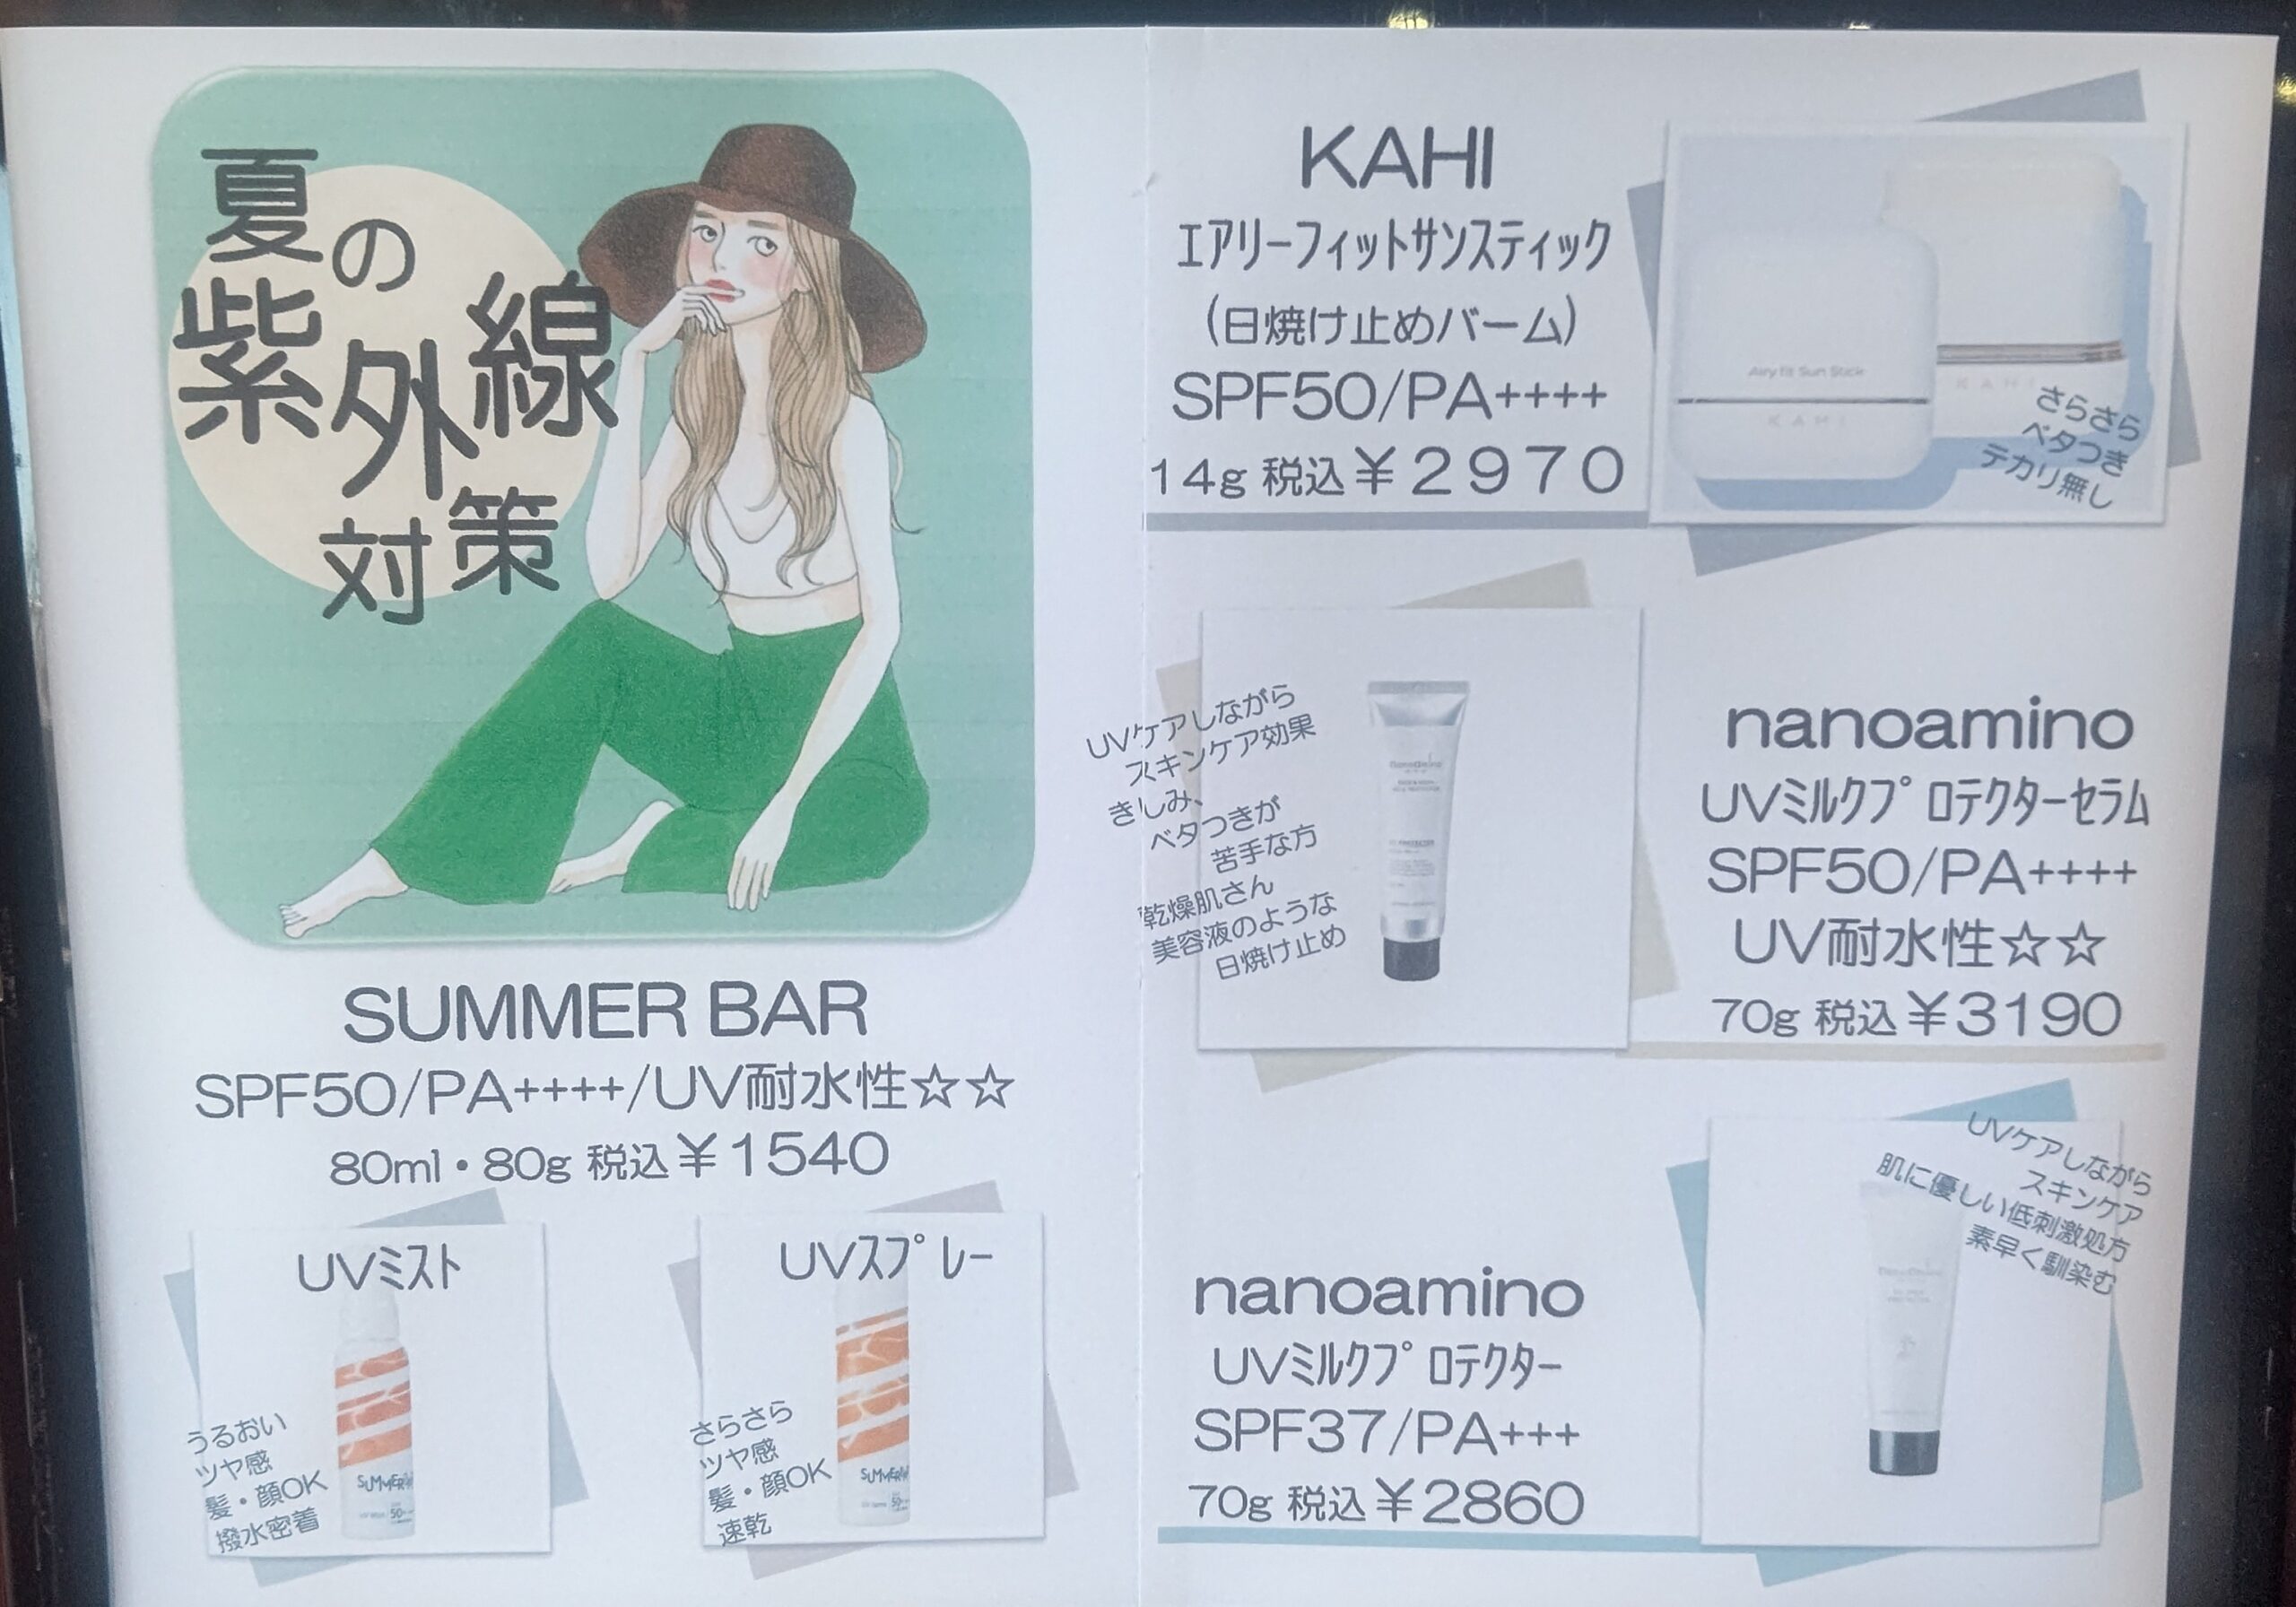 夏の
紫外線
対策
SUMMER BAR
SPF50/PA++++/UV耐水性☆☆
80ml・80g 税込¥1540
UVミスト
うるおい
ツヤ感
髪・顔OK
撥水密着
SUMMER
50+
UVスプレー
さらさら
ツヤ感
髪・顔OK
速乾
SUMMER
50+
KAHI
エアリーフィットサンスティック
(日焼け止めバーム)
SPF50/PA++++
14g 税込¥2970
Airy fit Sun Stick
KAHI
KAHI
さらさら
ベタつき
テカリ無し
UVケアしながら
スキンケア効果
きしみ、
ベタつきが
苦手な方
乾燥肌さん
美容液のような
日焼け止め
nanoamino
nanoamino
UVミルクプロテクターセラム
SPF50/PA++++
UV耐水性☆☆
70g 税込¥3190
nanoamino
UVミルクプロテクター
SPF37/PA+++
70g 税込¥2860
UVケアしながら
スキンケア
肌に優しい低刺激処方
素早く馴染む
nanoamino